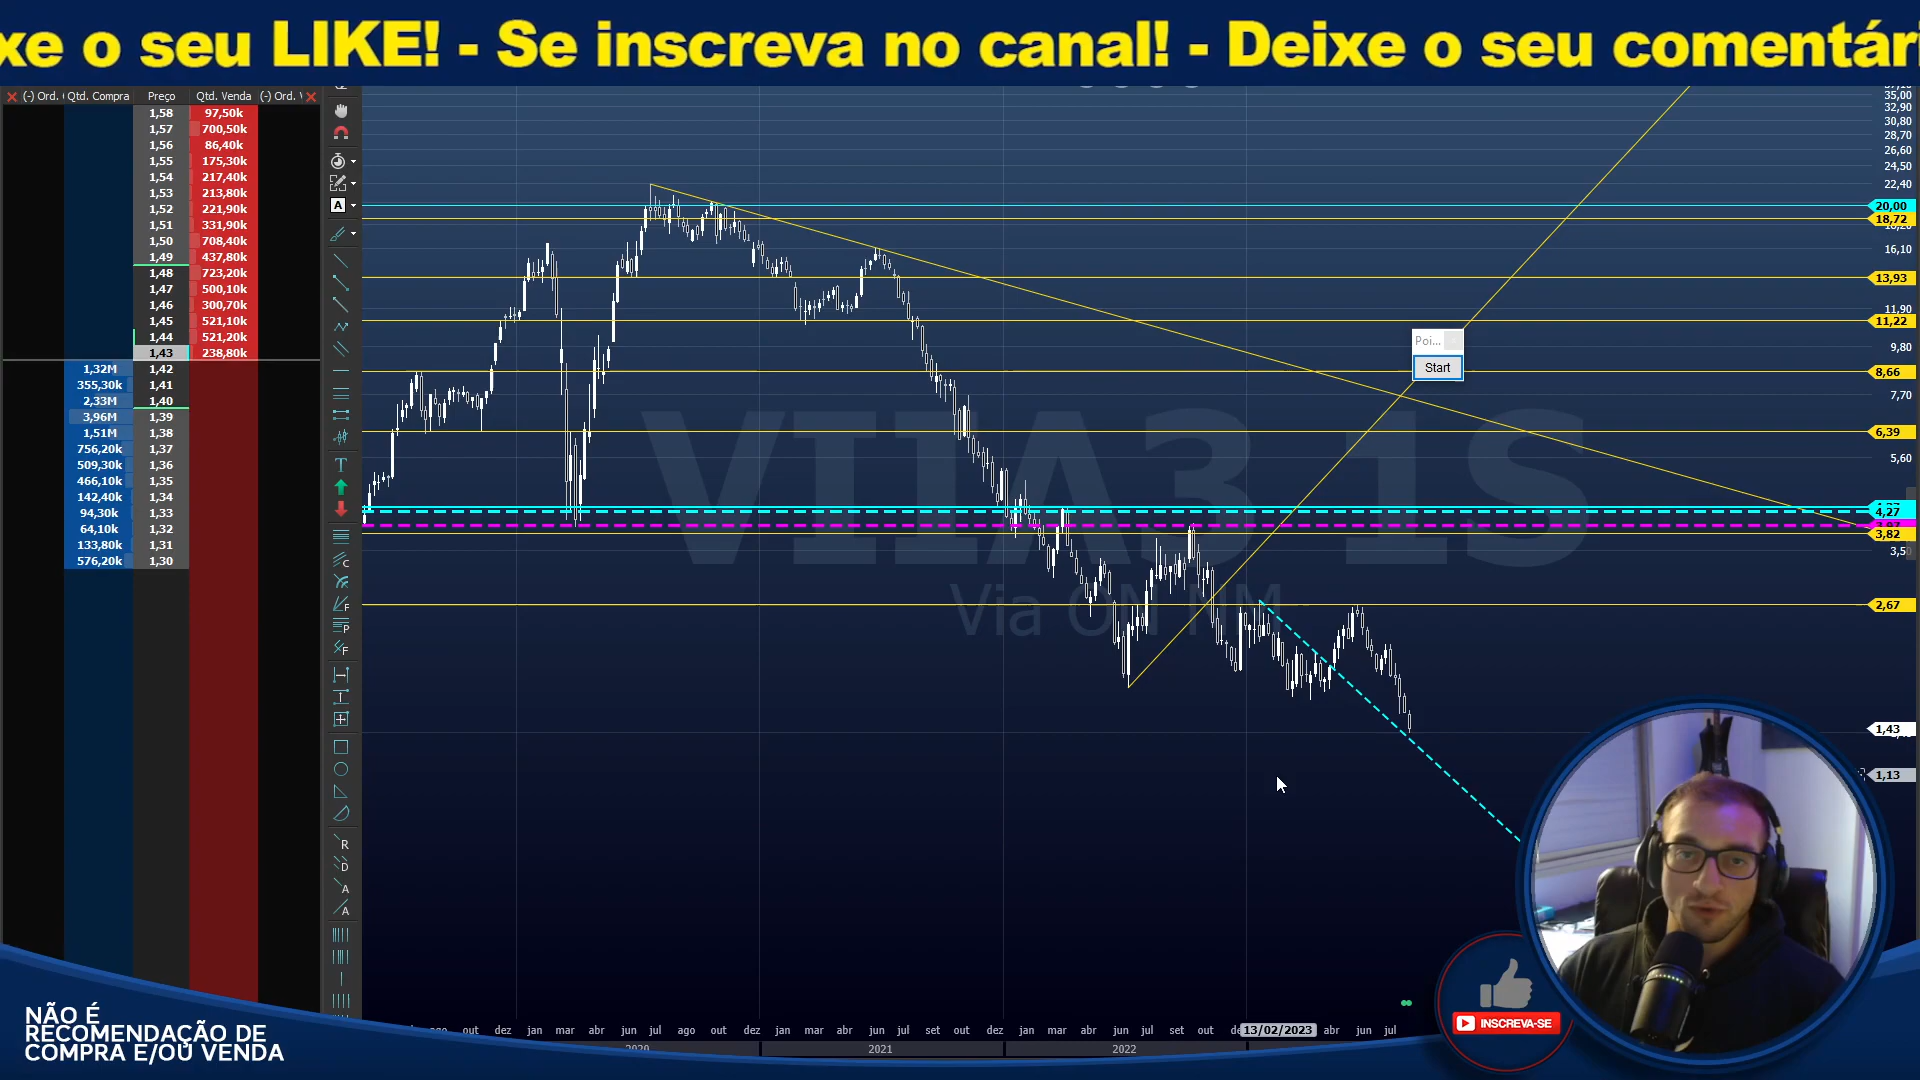 xe o seu LIKE! - Se inscreva no canal! - Deixe o seu comentár
(-) Ord. Qtd. Compra Preço Qtd. Venda (-) Ord.
1,58 97,50k
1,57 700,50k
1,56 86,40k
1,55 175,30k
1,54 217,40k
1,53 213,80k
1,52 221,90k
1,51 331,90k
1,50 708,40k
1,49 437,80k
1,48 723,20k
1,47 500,10k
1,46 300,70k
1,45 521,10k
1,44 521,20k
1,43 238,80k
1,32M 1,42
355,30k 1,41
2,33M 1,40
3,96M 1,39
1,51M 1,38
756,20k 1,37
509,30k 1,36
466,10k 1,35
142,40k 1,34
94,30k 1,33
64,10k 1,32
133,80k 1,31
576,20k 1,30
VIIA3 1S
Via ON NM
Poi...
Start
35,00
32,90
30,80
28,70
26,60
24,50
22,40
20,00
18,72
16,10
13,93
11,90
11,22
9,80
8,66
7,70
6,39
5,60
4,27
3,82
3,50
2,67
1,43
1,13
ago out dez jan mar abr jun jul ago out dez jan mar abr jun jul set out dez jan mar abr jun jul set out 13/02/2023 abr jun jul
2020 2021 2022
NÃO É
RECOMENDAÇÃO DE
COMPRA E/OU VENDA
INSCREVA-SE